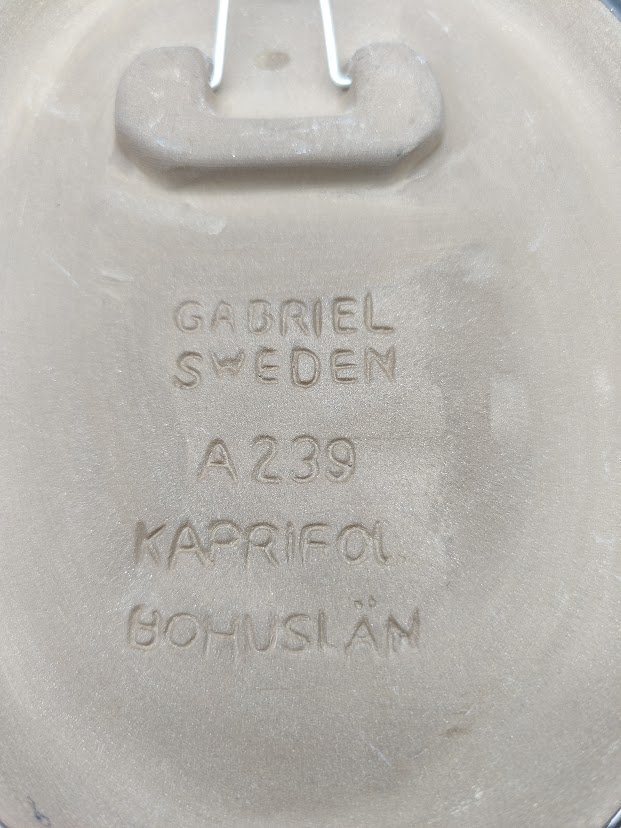 GABRIEL
SWEDEN
A239
KAPRIFOL
BOHUSLÄN